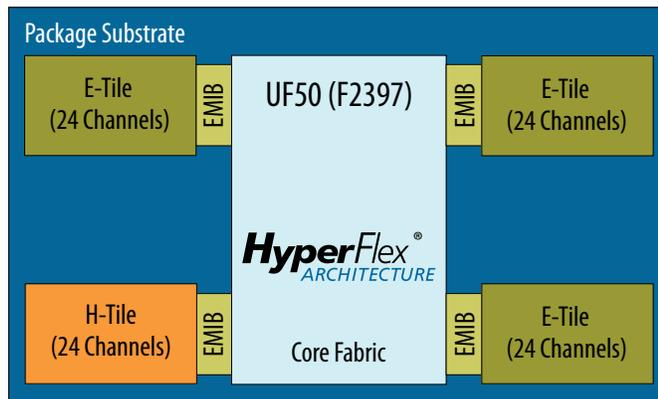 Package Substrate
E-Tile
(24 Channels)
EMIB
UF50 (F2397)
EMIB
E-Tile
(24 Channels)
HyperFlex®
ARCHITECTURE
H-Tile
(24 Channels)
EMIB
Core Fabric
EMIB
E-Tile
(24 Channels)